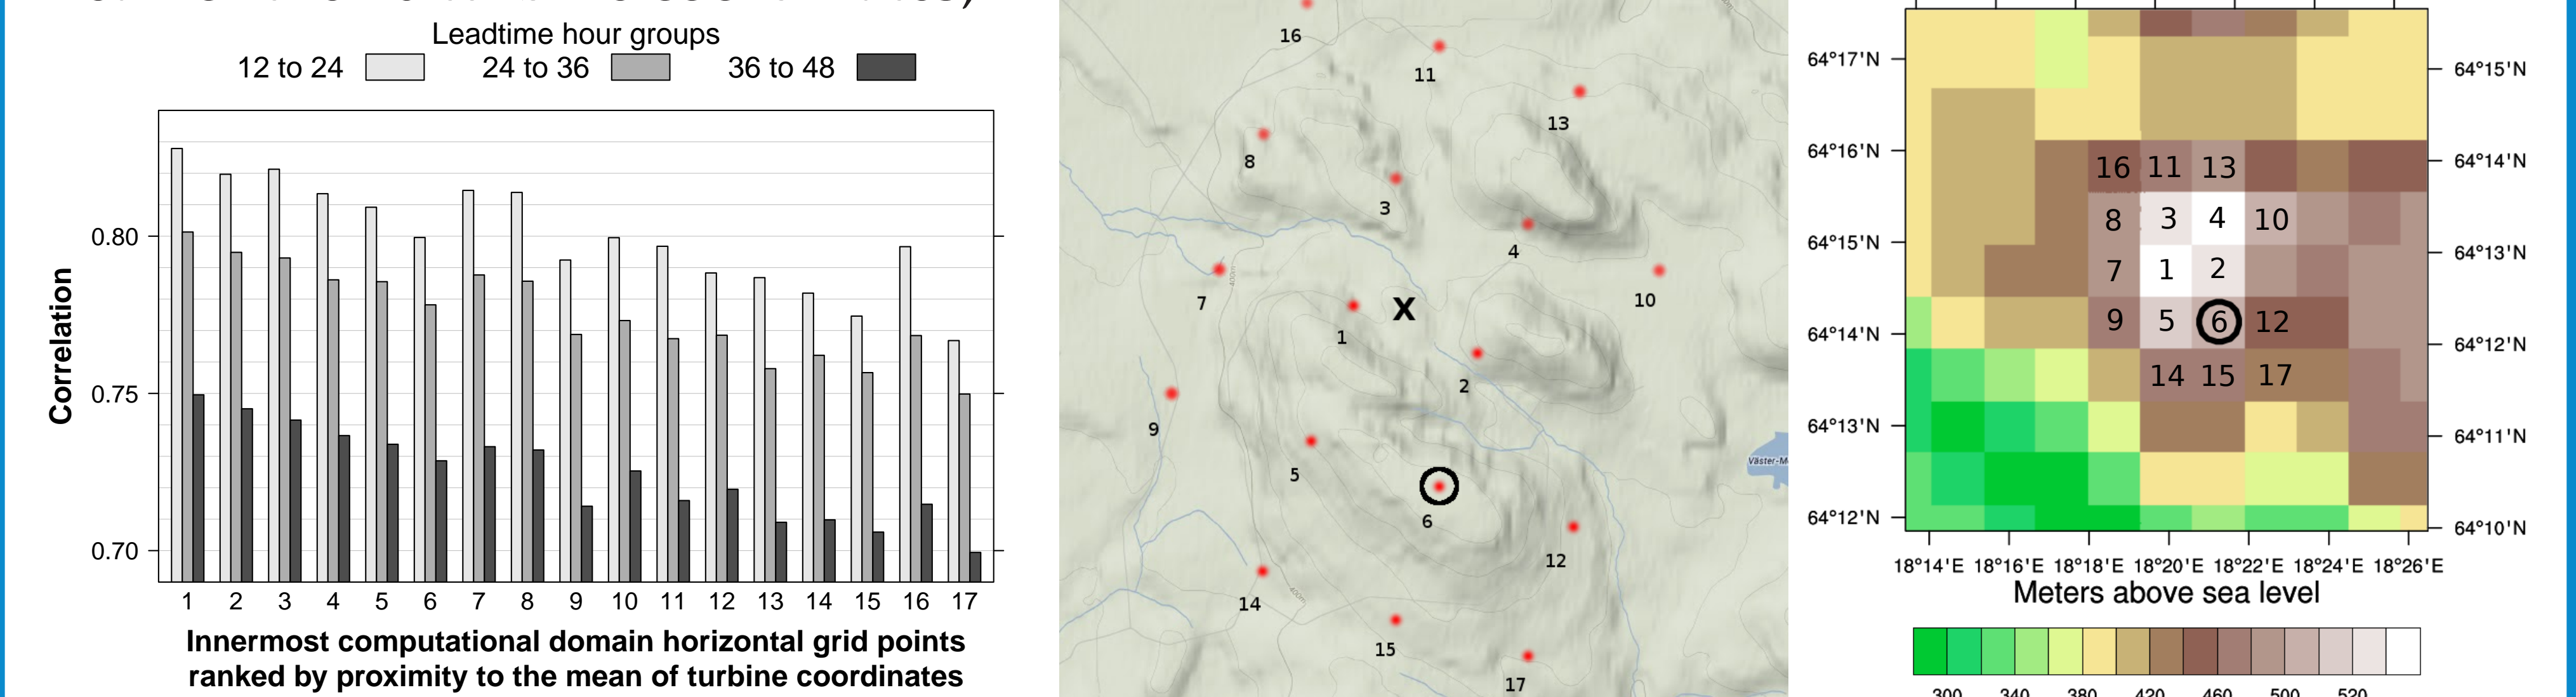 Leadtime hour groups
12 to 24 24 to 36 36 to 48
Correlation
0.80
0.75
0.70
1 2 3 4 5 6 7 8 9 10 11 12 13 14 15 16 17
Innermost computational domain horizontal grid points
ranked by proximity to the mean of turbine coordinates
16
11
13
8
3
4
7
10
1
X
2
9
5
6
12
14
15
17
400m
400m
64°17'N
64°16'N
64°15'N
64°14'N
64°13'N
64°12'N
64°15'N
64°14'N
64°13'N
64°12'N
64°11'N
64°10'N
16 11 13
8 3 4 10
7 1 2
9 5 6 12
14 15 17
18°14'E 18°16'E 18°18'E 18°20'E 18°22'E 18°24'E 18°26'E
Meters above sea level
300 340 380 420 460 500 520